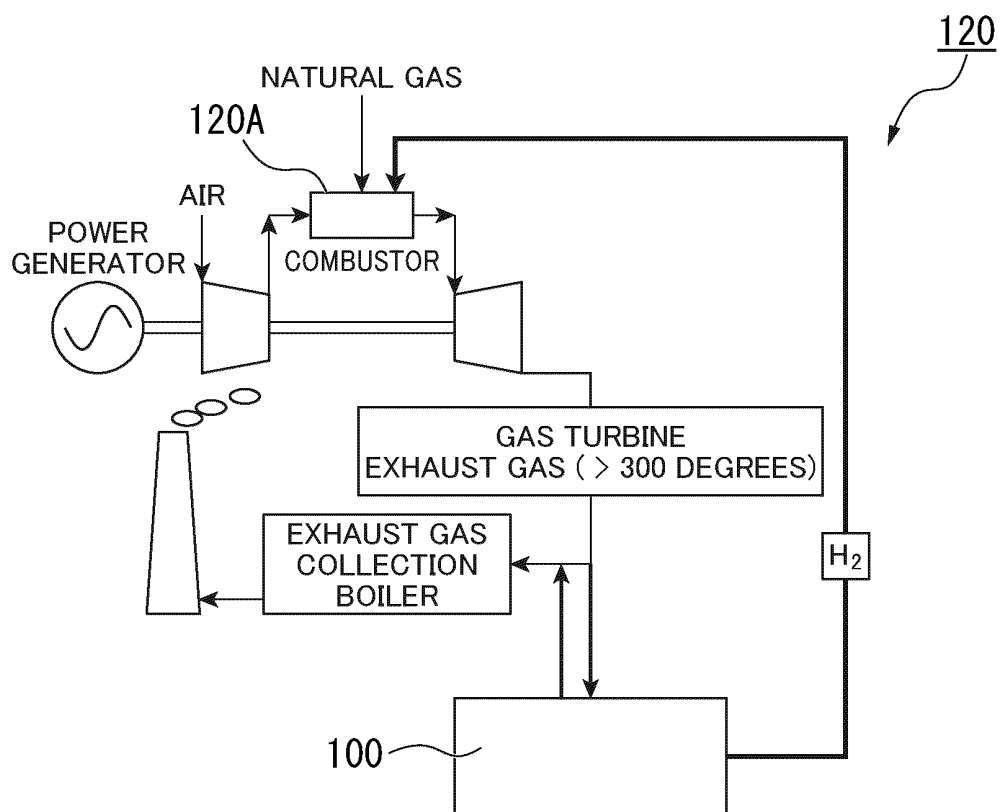 120
NATURAL GAS
120A
AIR
POWER
GENERATOR
COMBUSTOR
GAS TURBINE
EXHAUST GAS ( > 300 DEGREES)
EXHAUST GAS
COLLECTION
BOILER
H₂
100